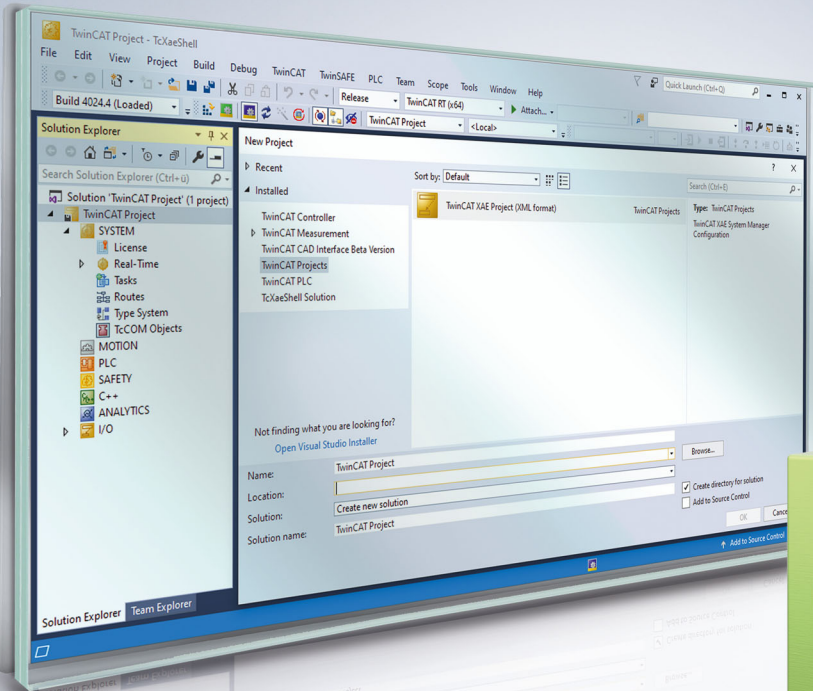 TwinCAT Project - TcXaeShell
File Edit View Project Build Debug TwinCAT TwinSAFE PLC Team Scope Tools Window Help
Quick Launch (Ctrl+Q)
Release TwinCAT RT (x64) Attach...
Build 4024.4 (Loaded) TwinCAT Project <Local>
Solution Explorer
Search Solution Explorer (Ctrl+ü)
Solution 'TwinCAT Project' (1 project)
TwinCAT Project
SYSTEM
License
Real-Time
Tasks
Routes
Type System
TcCOM Objects
MOTION
PLC
SAFETY
C++
ANALYTICS
I/O
Solution Explorer Team Explorer
New Project
? X
Recent
Installed
TwinCAT Controller
TwinCAT Measurement
TwinCAT CAD Interface Beta Version
TwinCAT Projects
TwinCAT PLC
TcXaeShell Solution
Not finding what you are looking for?
Open Visual Studio Installer
Sort by: Default
TwinCAT XAE Project (XML format) TwinCAT Projects
Search (Ctrl+E)
Type: TwinCAT Projects
TwinCAT XAE System Manager
Configuration
Name: TwinCAT Project
Location:
Browse...
Solution: Create new solution
Solution name: TwinCAT Project
Create directory for solution
Add to Source Control
OK Cance
Add to Source Control